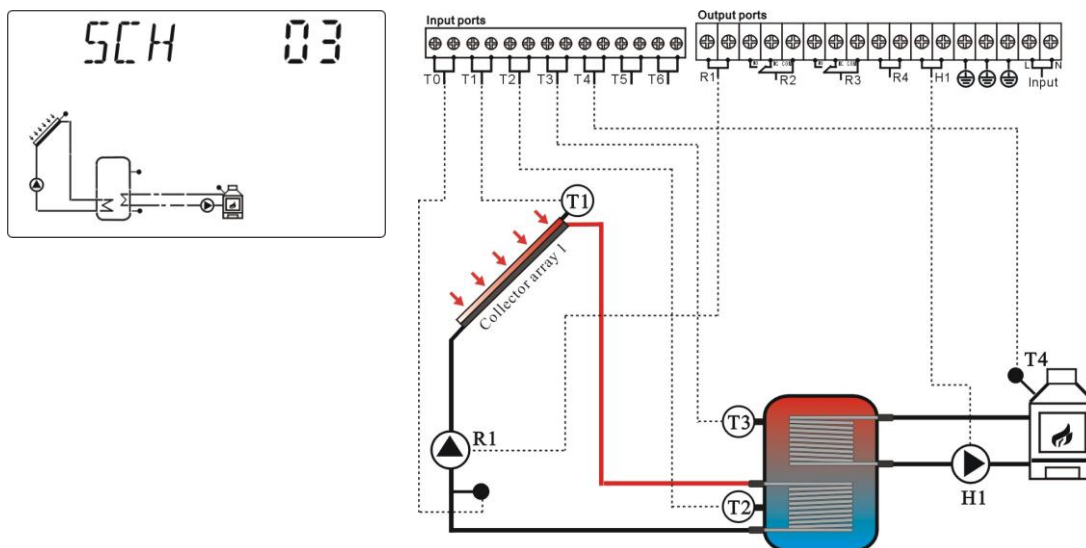 SCH 03
Input ports
T0 T1 T2 T3 T4 T5 T6
Output ports
R1 R2 R3 R4 H1 L N
Input
T1
Collector array 1
R1
T3
T2
T4
H1